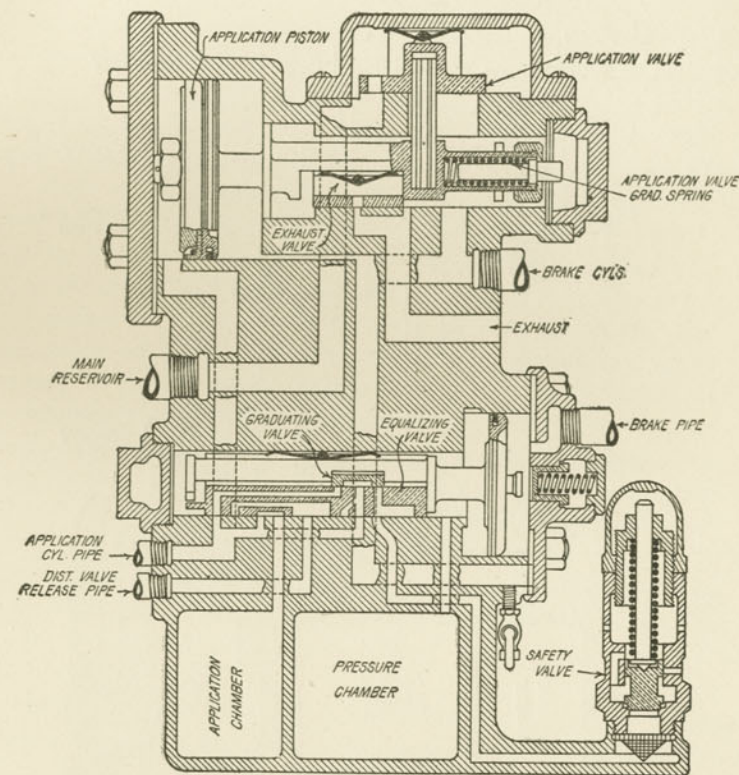 APPLICATION PISTON
APPLICATION VALVE
APPLICATION VALVE
GRAD. SPRING
EXHAUST
VALVE
BRAKE CYLS.
EXHAUST
MAIN
RESERVOIR
GRADUATING
VALVE
EQUALIZING
VALVE
BRAKE PIPE
APPLICATION
CYL. PIPE
DIST. VALVE
RELEASE PIPE
SAFETY
VALVE
APPLICATION
CHAMBER
PRESSURE
CHAMBER